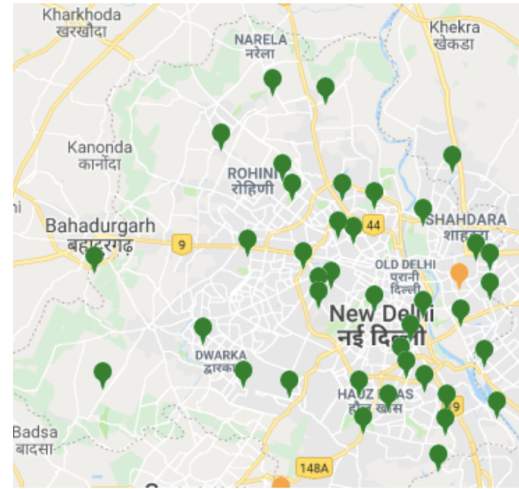 Kharkhoda
खरखौदा
NARELA
नरेला
Khekra
खेकडा
Kanonda
कानोंदा
ROHINI
रोहिणी
Bahadurgarh
बहादुरगढ़
9
44
SHAHDARA
शाहदरा
OLD DELHI
पुरानी
दिल्ली
New Delhi
नई दिल्ली
DWARKA
द्वारका
HAUZ KHAS
हौज़ खास
9
Badsa
बादसा
148A